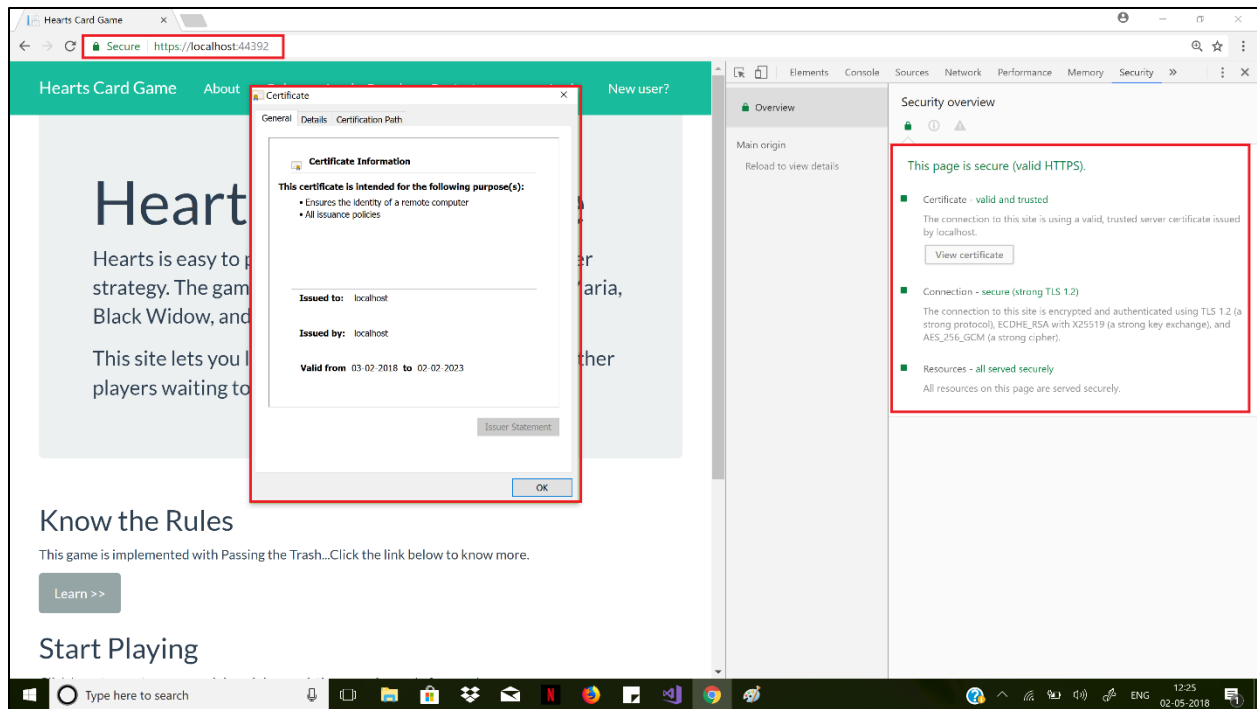 Hearts Card Game
Secure https://localhost:44392
Hearts Card Game About New user?
Heart
Hearts is easy to
strategy. The gam
Black Widow, and
This site lets you
players waiting to
er
aria,
ther
Certificate
General Details Certification Path
Certificate Information
This certificate is intended for the following purpose(s):
• Ensures the identity of a remote computer
• All issuance policies
Issued to: localhost
Issued by: localhost
Valid from 03-02-2018 to 02-02-2023
Issuer Statement
OK
Know the Rules
This game is implemented with Passing the Trash...Click the link below to know more.
Learn >>
Start Playing
Elements Console Sources Network Performance Memory Security »
Overview
Main origin
Reload to view details
Security overview
This page is secure (valid HTTPS).
Certificate - valid and trusted
The connection to this site is using a valid, trusted server certificate issued
by localhost.
View certificate
Connection - secure (strong TLS 1.2)
The connection to this site is encrypted and authenticated using TLS 1.2 (a
strong protocol), ECDHE_RSA with X25519 (a strong key exchange), and
AES_256_GCM (a strong cipher).
Resources - all served securely
All resources on this page are served securely.
Type here to search
N
ENG
12:25
02-05-2018
1